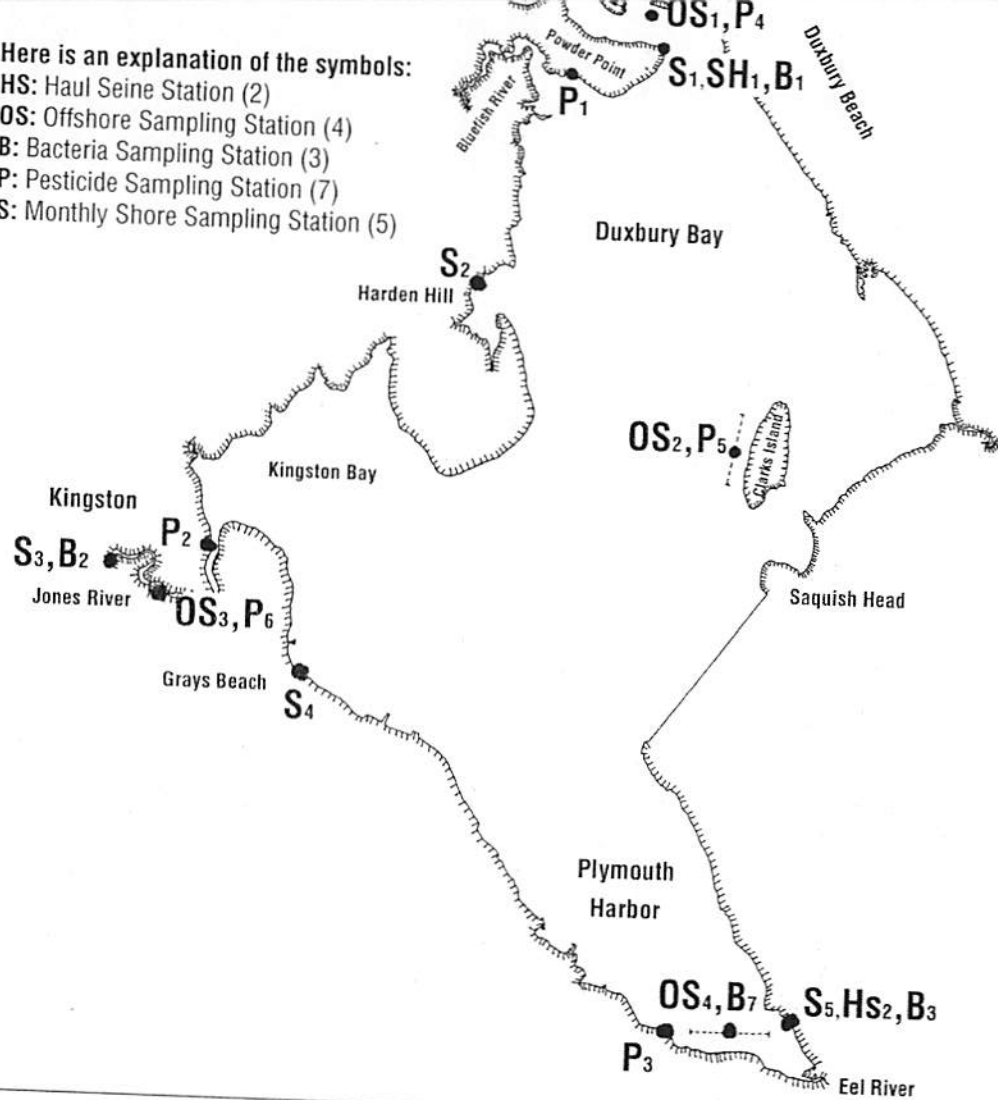 Here is an explanation of the symbols:
HS: Haul Seine Station (2)
OS: Offshore Sampling Station (4)
B: Bacteria Sampling Station (3)
P: Pesticide Sampling Station (7)
S: Monthly Shore Sampling Station (5)
OS1, P4
Powder Point
S1, SH1, B1
Duxbury Beach
P1
Bluefish River
Duxbury Bay
S2
Harden Hill
OS2, P5
Clarks Island
Kingston Bay
Kingston
P2
S3, B2
Jones River
OS3, P6
Saquish Head
Grays Beach
S4
Plymouth
Harbor
OS4, B7
S5, Hs2, B3
P3
Eel River